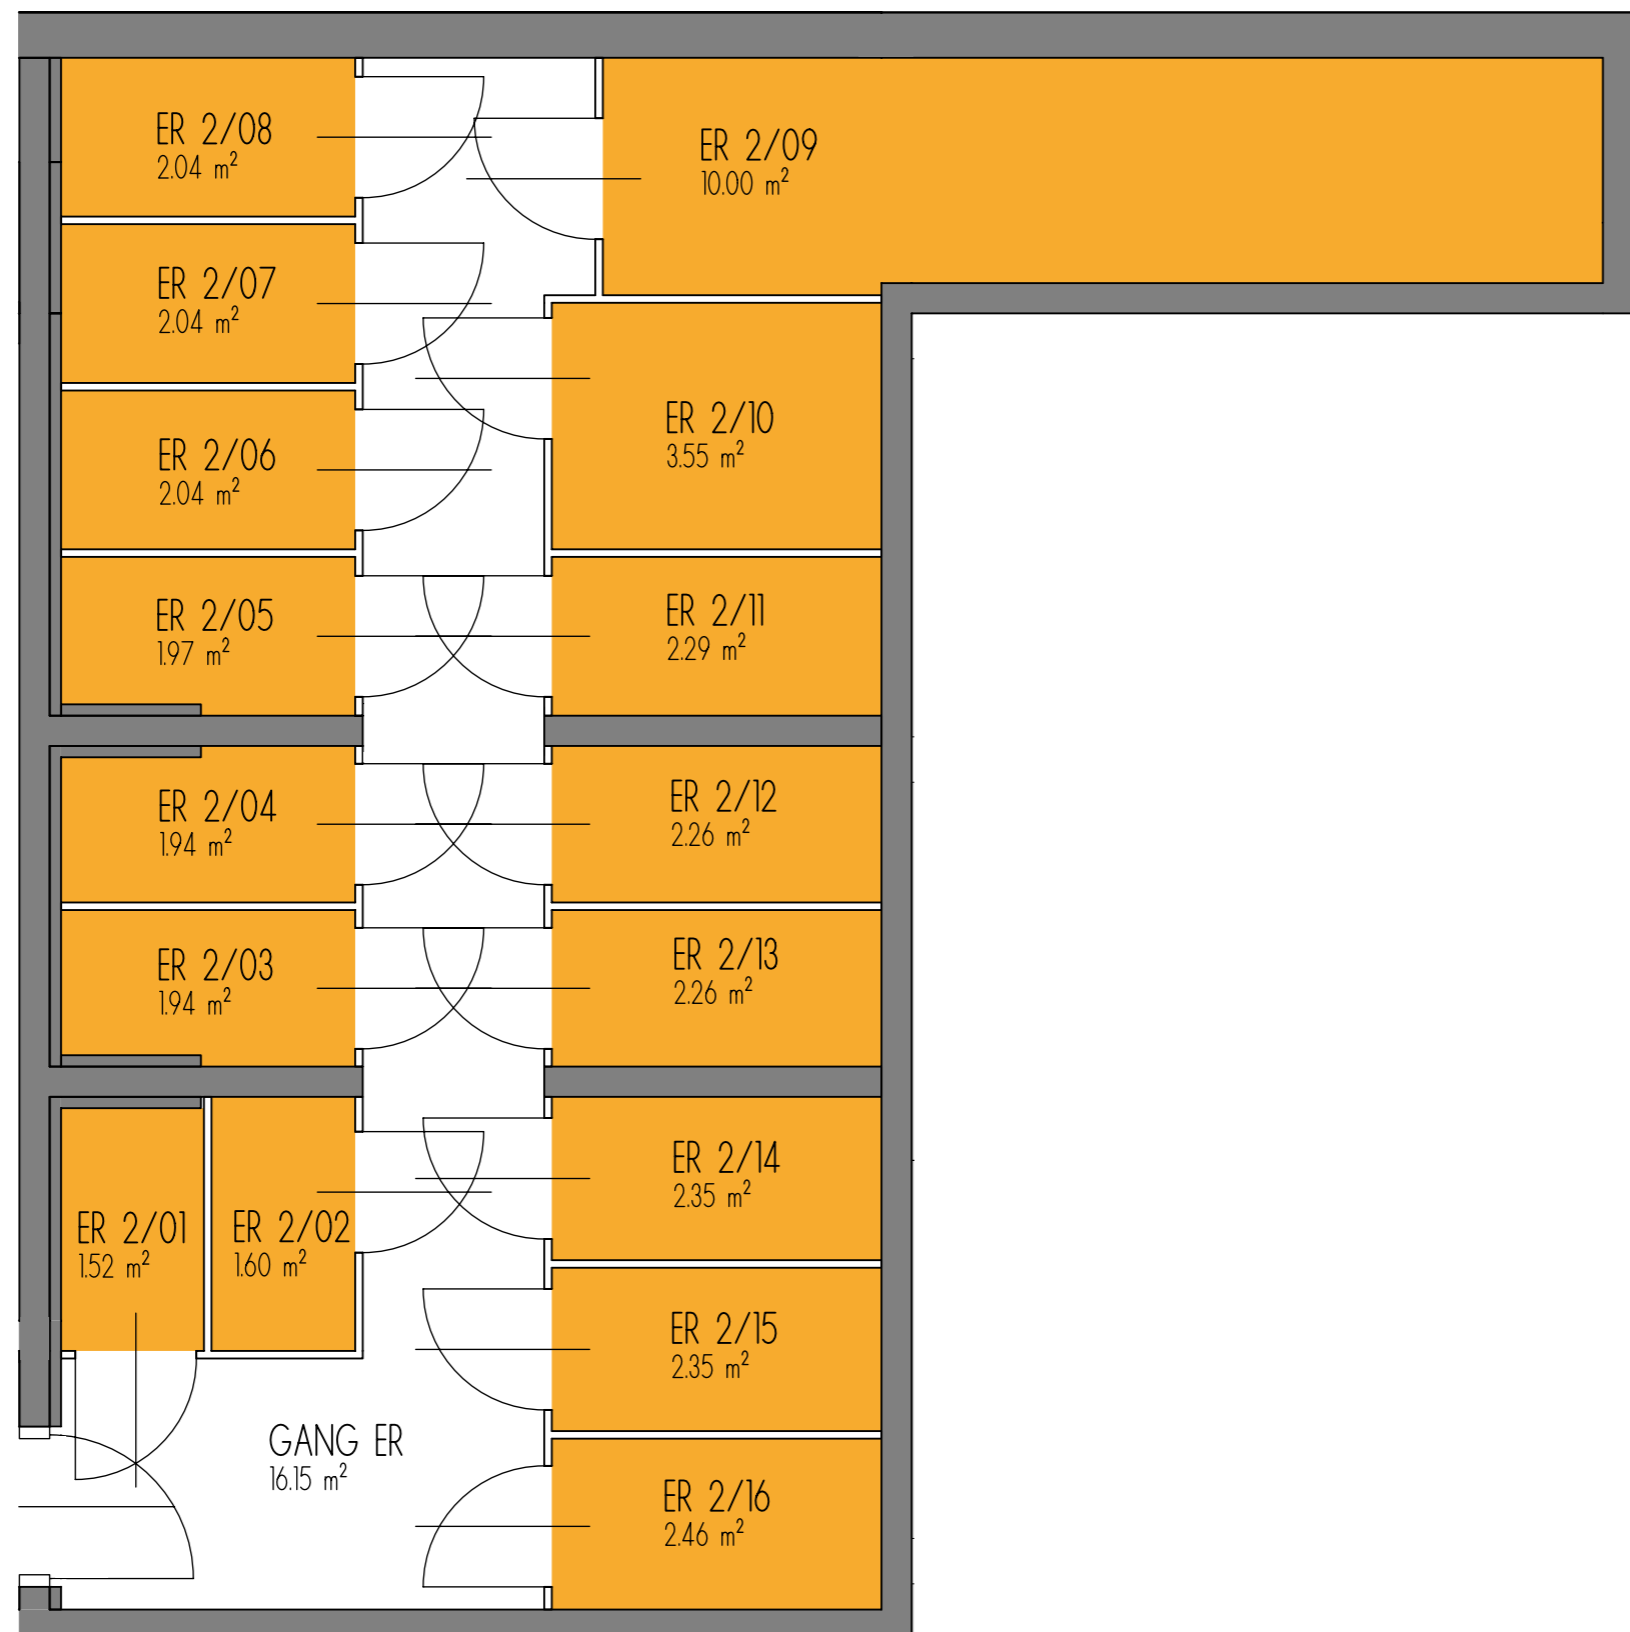 ER 2/08
2.04 m²
ER 2/09
10.00 m²
ER 2/07
2.04 m²
ER 2/10
3.55 m²
ER 2/06
2.04 m²
ER 2/05
1.97 m²
ER 2/11
2.29 m²
ER 2/04
1.94 m²
ER 2/12
2.26 m²
ER 2/03
1.94 m²
ER 2/13
2.26 m²
ER 2/14
2.35 m²
ER 2/01
1.52 m²
ER 2/02
1.60 m²
ER 2/15
2.35 m²
GANG ER
16.15 m²
ER 2/16
2.46 m²